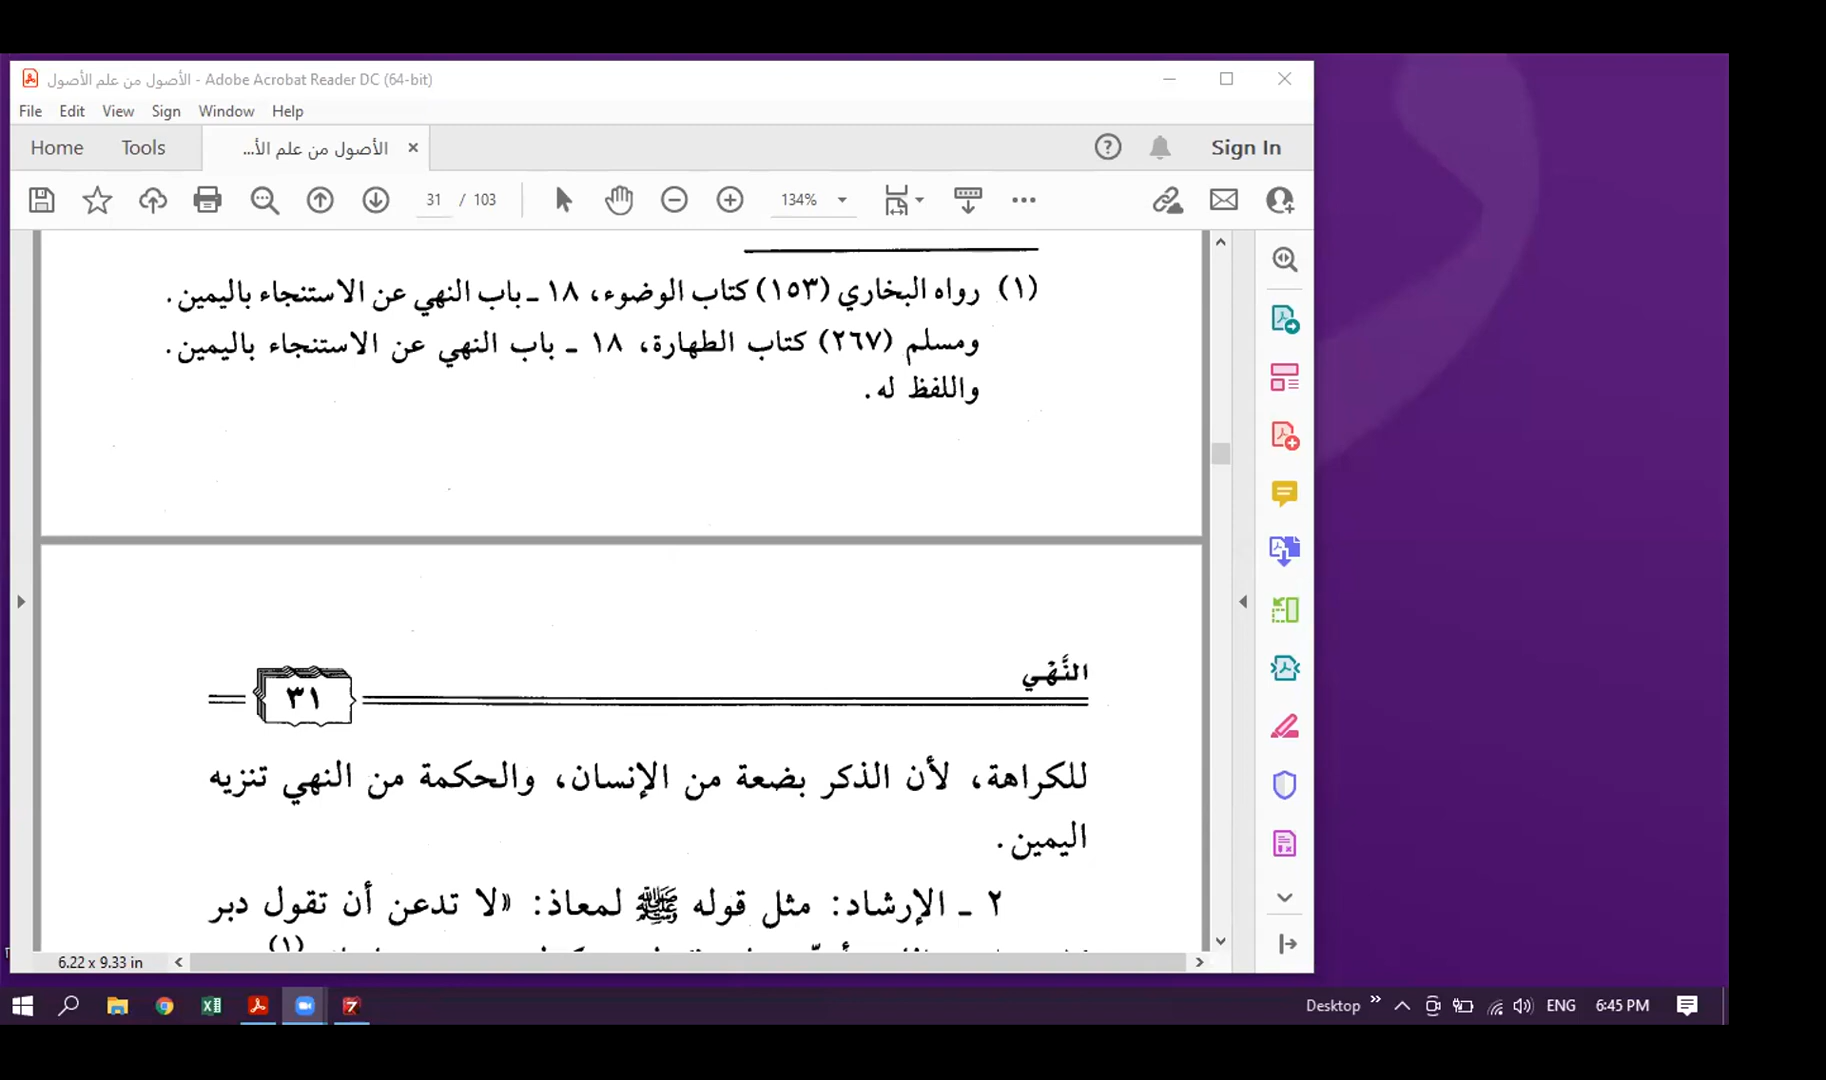 الأصول من علم الأصول - Adobe Acrobat Reader DC (64-bit)
File Edit View Sign Window Help
Home Tools الأصول من علم الأ... × Sign In
31 / 103 134%
(١) رواه البخاري (١٥٣) كتاب الوضوء، ١٨ ـ باب النهي عن الاستنجاء باليمين.
ومسلم (٢٦٧) كتاب الطهارة، ١٨ ـ باب النهي عن الاستنجاء باليمين.
واللفظ له.
النَّهْي
٣١
للكراهة، لأن الذكر بضعة من الإنسان، والحكمة من النهي تنزيه
اليمين.
٢ ـ الإرشاد: مثل قوله ﷺ لمعاذ: «لا تدعن أن تقول دبر
(١)
6.22 x 9.33 in
Desktop ENG 6:45 PM